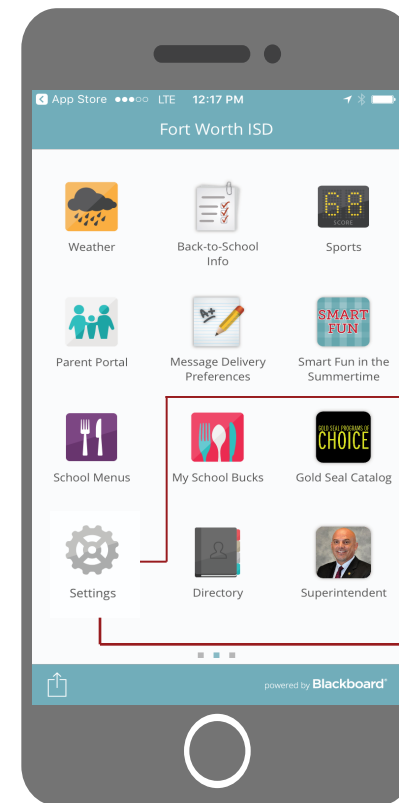 App Store LTE 12:17 PM
Fort Worth ISD
68
SCORE
Weather
Back-to-School
Info
Sports
A+
SMART
FUN
Parent Portal
Message Delivery
Preferences
Smart Fun in the
Summertime
GOLD SEAL PROGRAMS OF
CHOICE
School Menus
My School Bucks
Gold Seal Catalog
Settings
Directory
Superintendent
powered by Blackboard